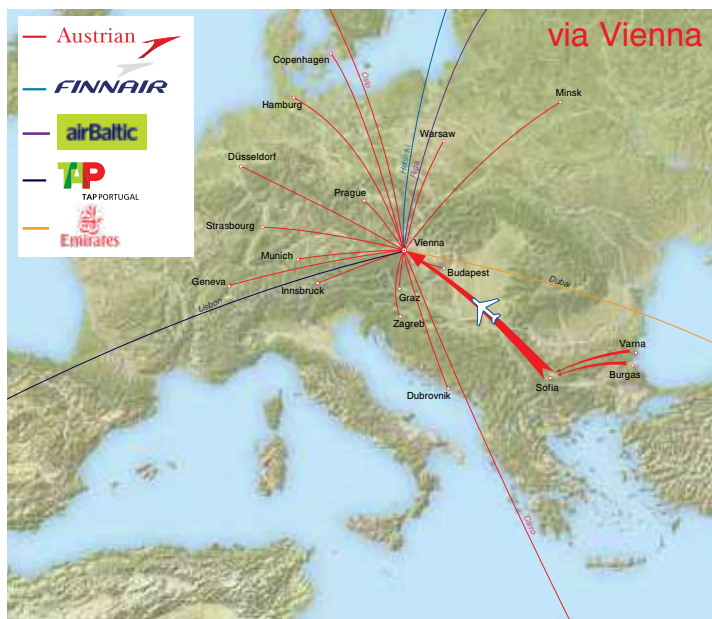 via Vienna
Austrian
FINNAIR
airBaltic
TAP
TAP PORTUGAL
Emirates
Copenhagen
Oslo
Minsk
Hamburg
Warsaw
Helsinki
Riga
Düsseldorf
Prague
Strasbourg
Vienna
Munich
Budapest
Geneva
Innsbruck
Dubai
Lisbon
Graz
Zagreb
Varna
Burgas
Sofia
Dubrovnik
Cairo